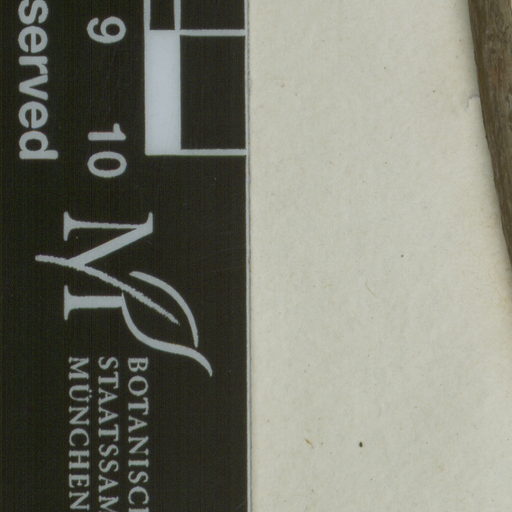 served
9 10
BOTANISC
STAATSSAM
MÜNCHEN